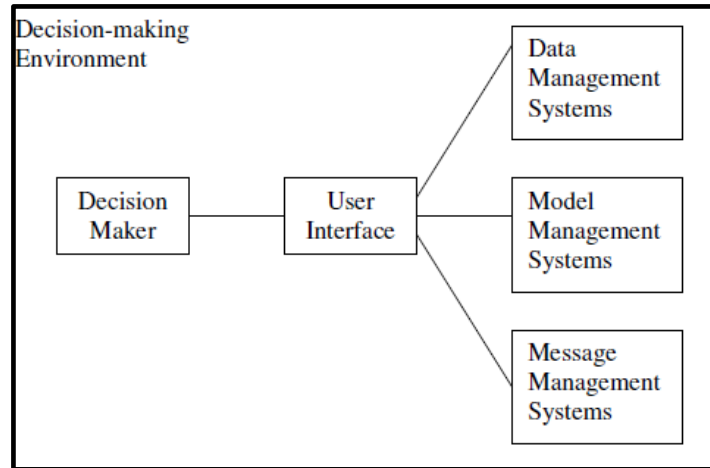 Decision-making
Environment
Data
Management
Systems
Decision
Maker
User
Interface
Model
Management
Systems
Message
Management
Systems